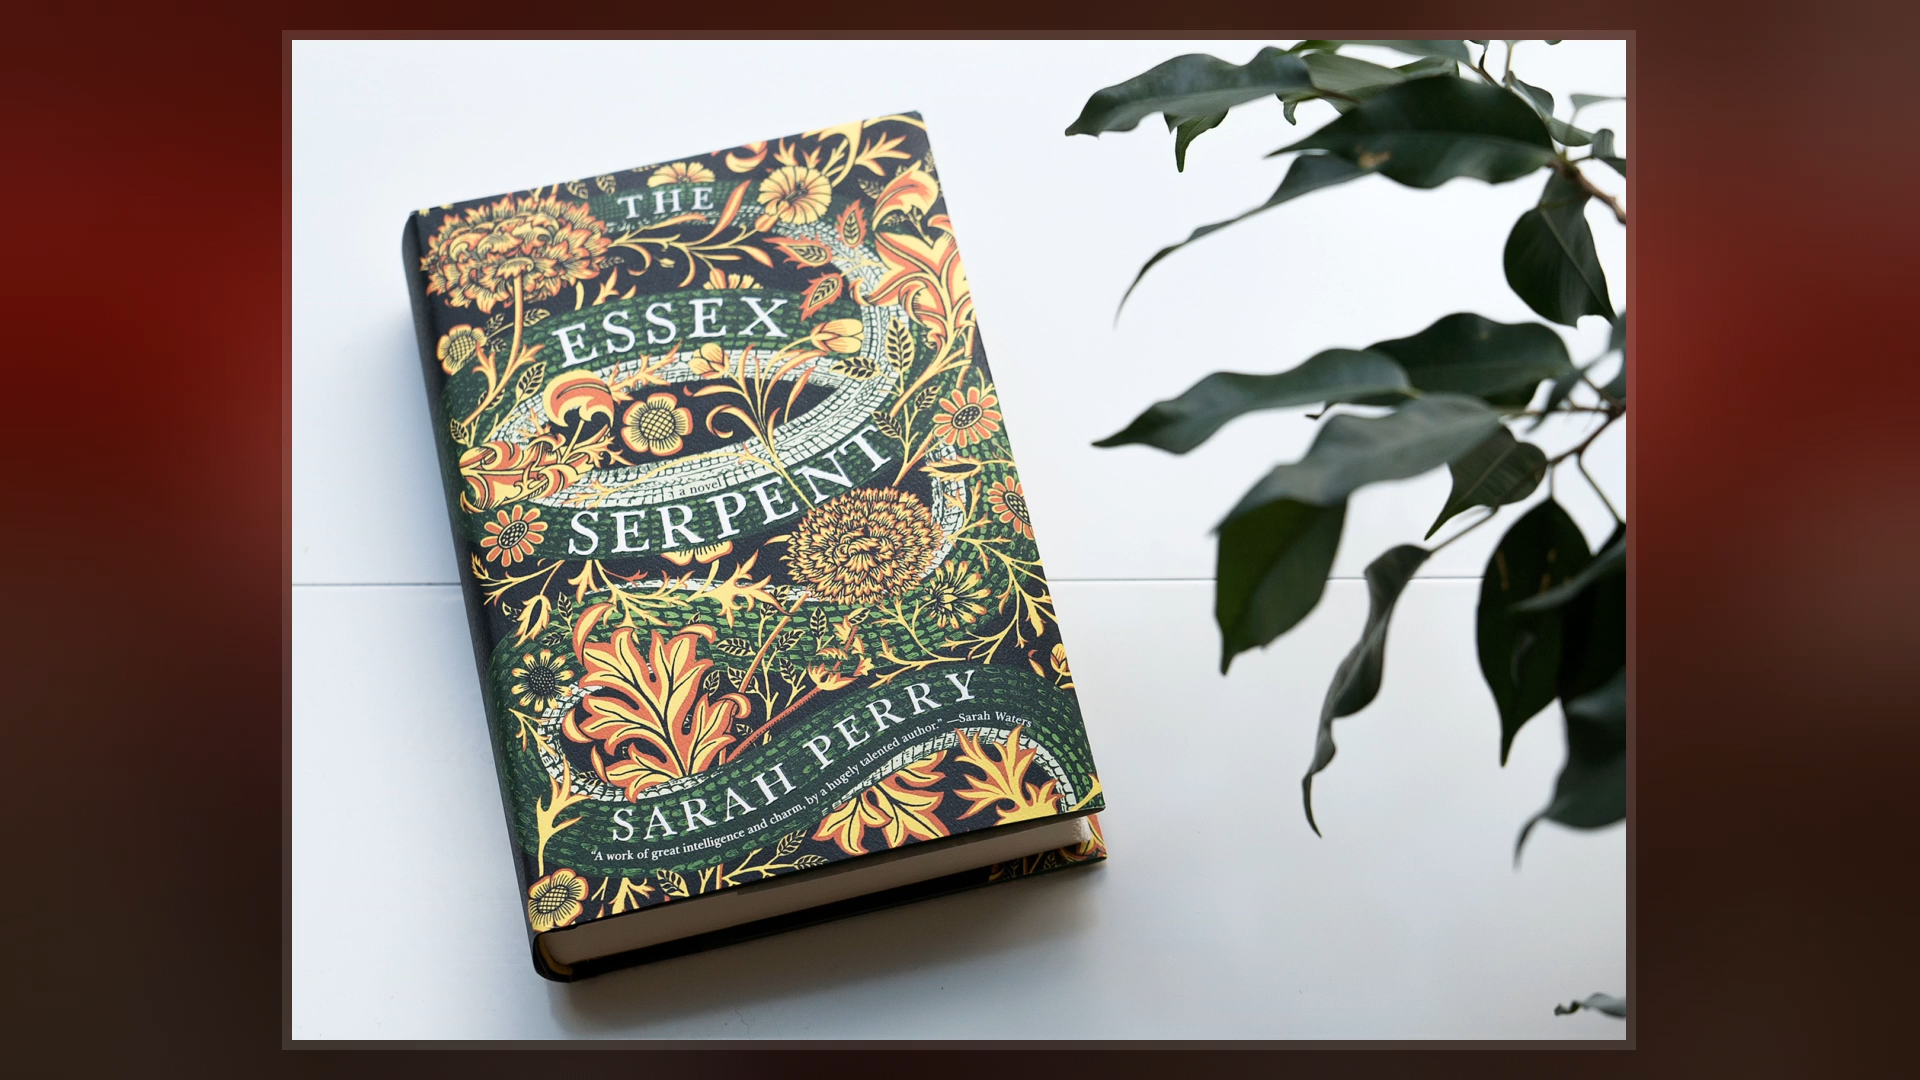 THE
ESSEX
a novel
SERPENT
SARAH PERRY
“A work of great intelligence and charm, by a hugely talented author.” —Sarah Waters